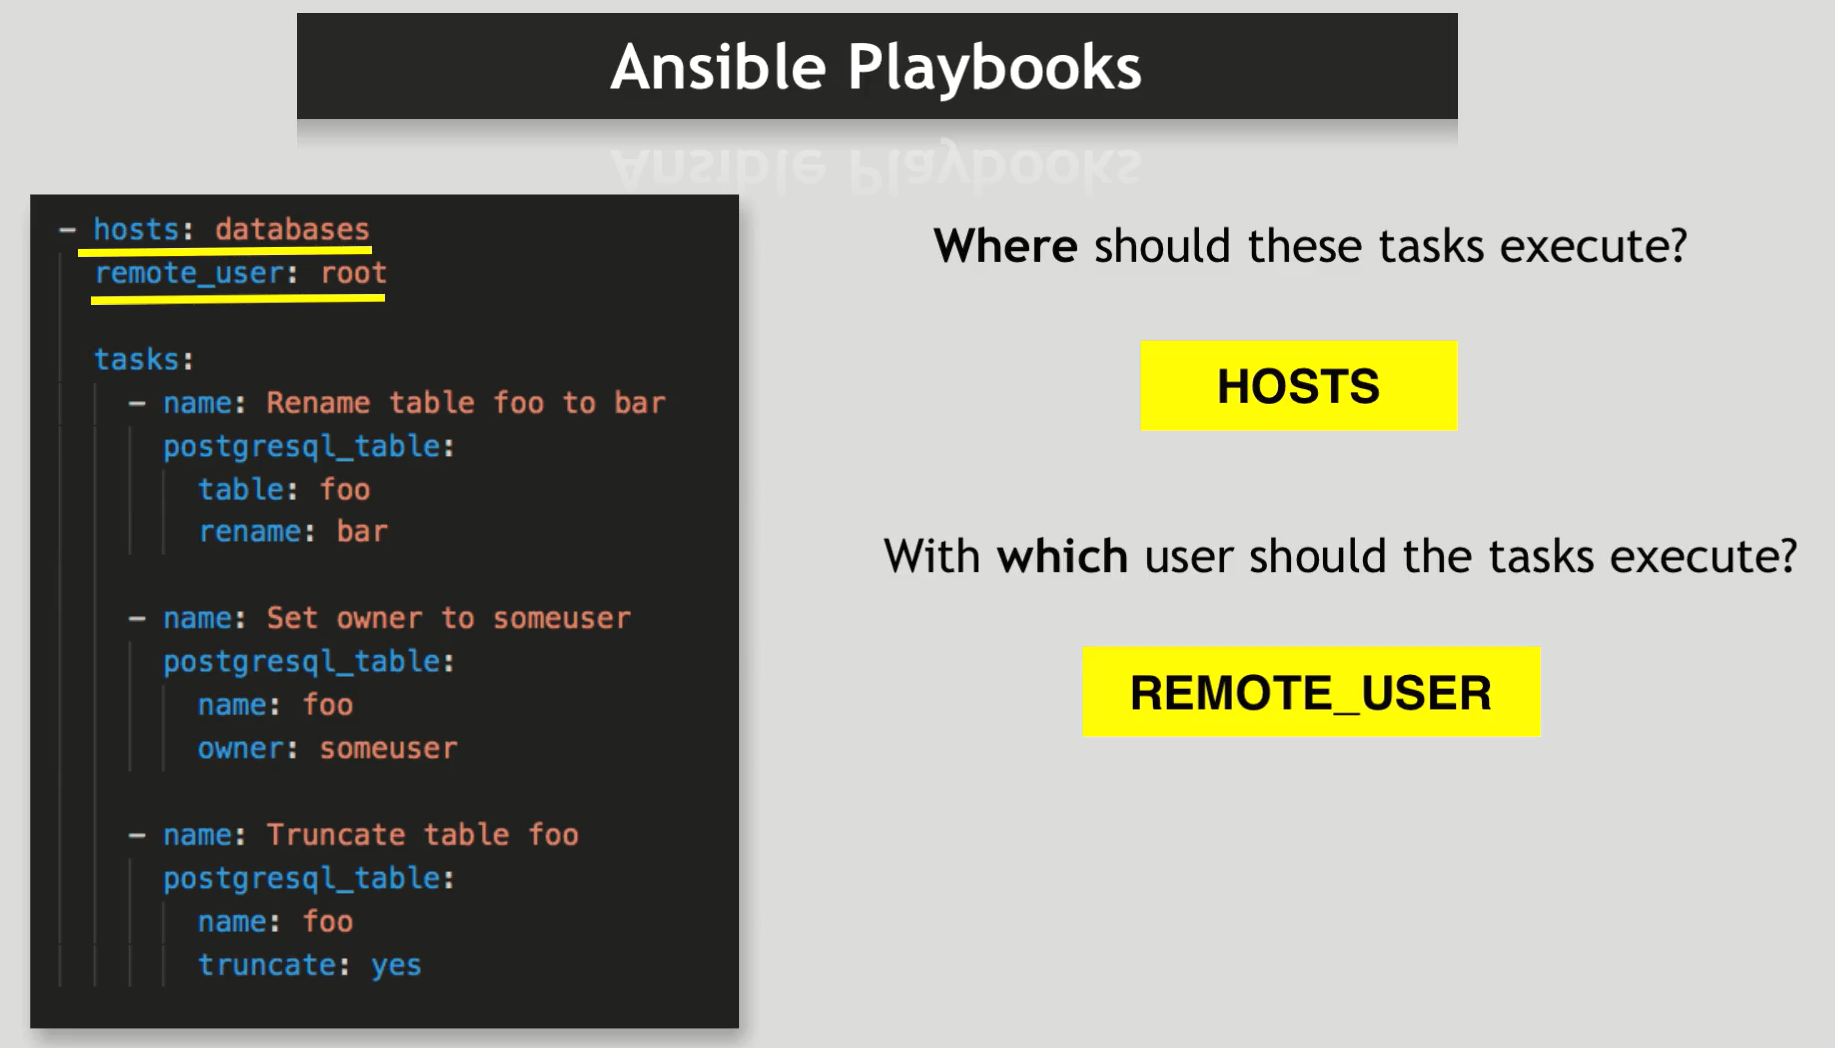 Ansible Playbooks
- hosts: databases
remote_user: root
tasks:
- name: Rename table foo to bar
postgresql_table:
table: foo
rename: bar
- name: Set owner to someuser
postgresql_table:
name: foo
owner: someuser
- name: Truncate table foo
postgresql_table:
name: foo
truncate: yes
Where should these tasks execute?
HOSTS
With which user should the tasks execute?
REMOTE_USER